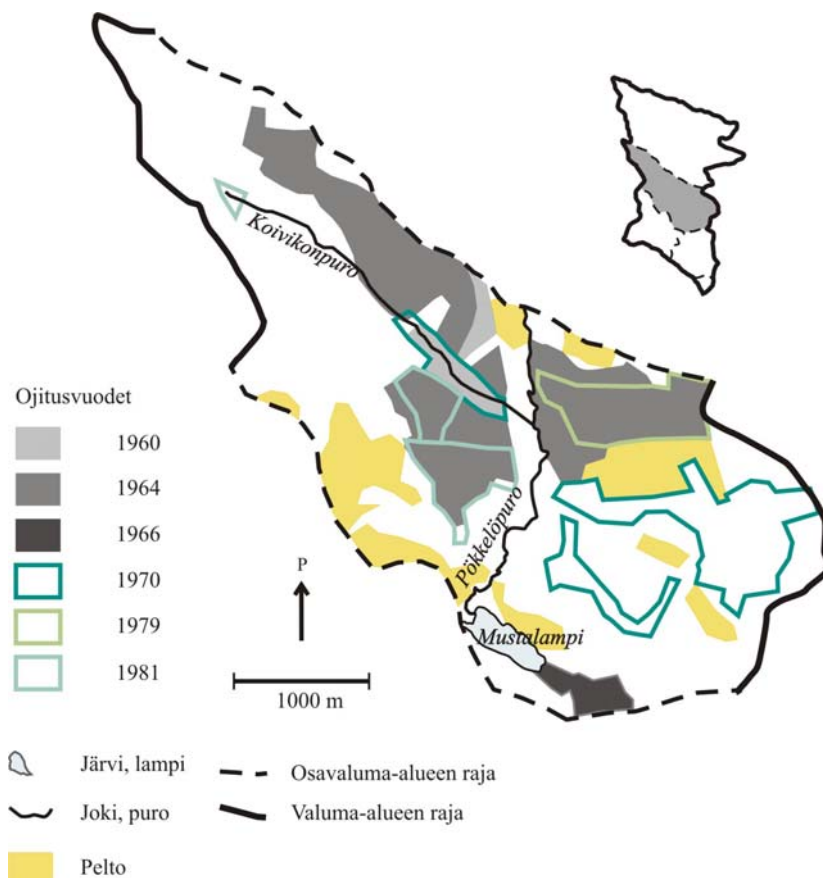 Koivikonpuro
Pökkelöpuro
Mustalampi
Ojitusvuodet
1960
1964
1966
1970
1979
1981
P
1000 m
Järvi, lampi
Osavaluma-alueen raja
Joki, puro
Valuma-alueen raja
Pelto